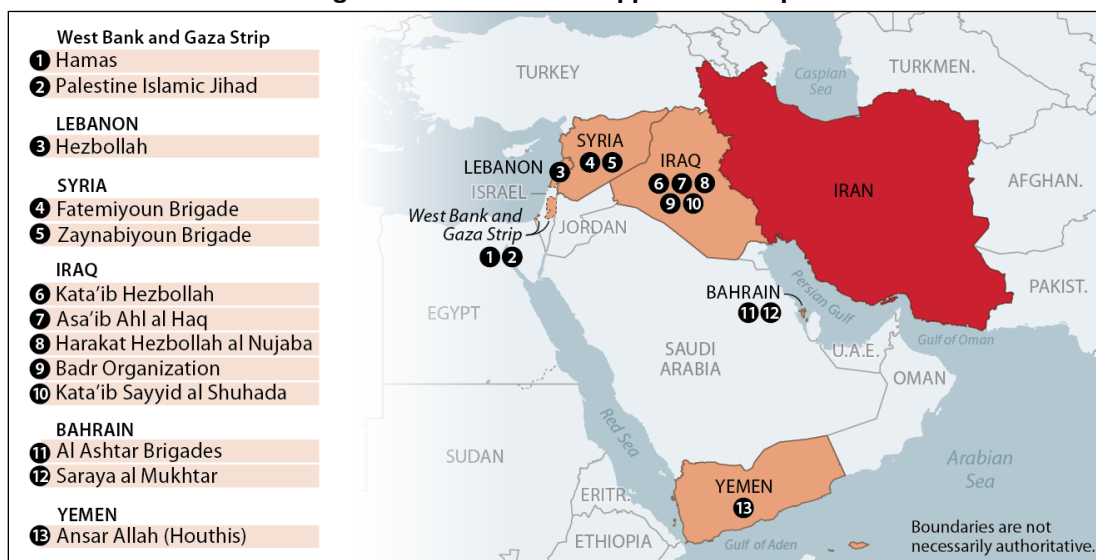 West Bank and Gaza Strip
1 Hamas
2 Palestine Islamic Jihad
LEBANON
3 Hezbollah
SYRIA
4 Fatemiyoun Brigade
5 Zaynabiyoun Brigade
IRAQ
6 Kata’ib Hezbollah
7 Asa’ib Ahl al Haq
8 Harakat Hezbollah al Nujaba
9 Badr Organization
10 Kata’ib Sayyid al Shuhada
BAHRAIN
11 Al Ashtar Brigades
12 Saraya al Mukhtar
YEMEN
13 Ansar Allah (Houthis)
TURKEY
Caspian
Sea
TURKMEN.
SYRIA
4 5
LEBANON 3
IRAQ
6 7 8
9 10
IRAN
AFGHAN.
ISRAEL
West Bank and
Gaza Strip
1 2
JORDAN
PAKIST.
BAHRAIN
11 12
Persian Gulf
EGYPT
Gulf of Oman
U.A.E.
SAUDI
ARABIA
OMAN
Red Sea
SUDAN
Arabian
Sea
ERITR.
YEMEN
13
ETHIOPIA
Gulf of Aden
Boundaries are not
necessarily authoritative.